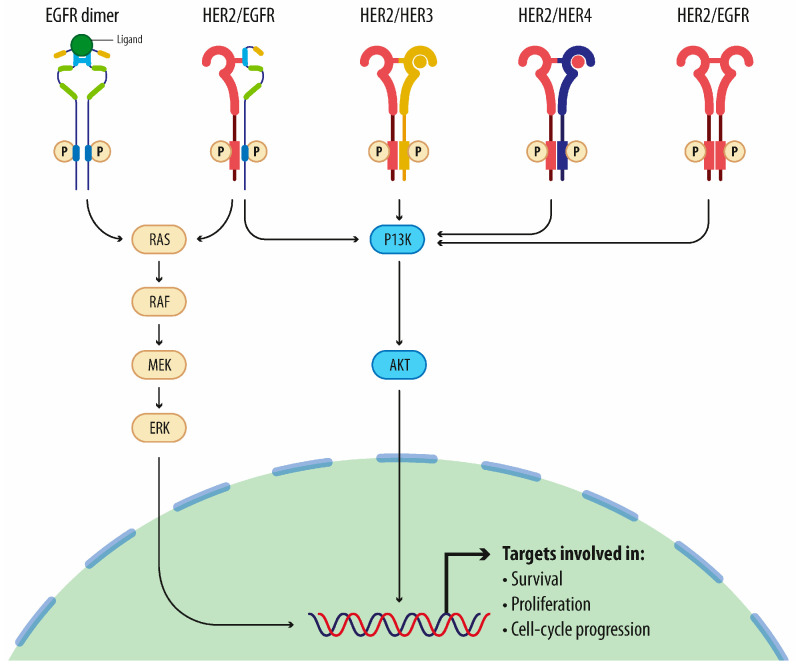 EGFR dimer
HER2/EGFR
HER2/HER3
HER2/HER4
HER2/EGFR
Ligand
P
P
P
P
P
P
P
P
P
P
RAS
P13K
RAF
MEK
AKT
ERK
Targets involved in:
• Survival
• Proliferation
• Cell-cycle progression